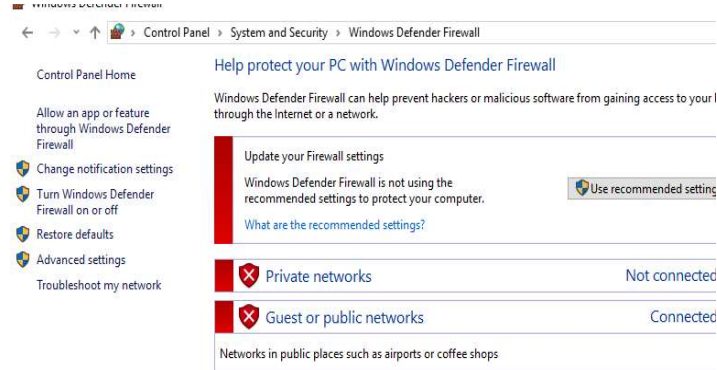 Windows Defender Firewall
Control Panel › System and Security › Windows Defender Firewall
Control Panel Home
Allow an app or feature
through Windows Defender
Firewall
Change notification settings
Turn Windows Defender
Firewall on or off
Restore defaults
Advanced settings
Troubleshoot my network
Help protect your PC with Windows Defender Firewall
Windows Defender Firewall can help prevent hackers or malicious software from gaining access to your
through the Internet or a network.
Update your Firewall settings
Windows Defender Firewall is not using the
recommended settings to protect your computer.
What are the recommended settings?
Use recommended setting
Private networks Not connected
Guest or public networks Connected
Networks in public places such as airports or coffee shops